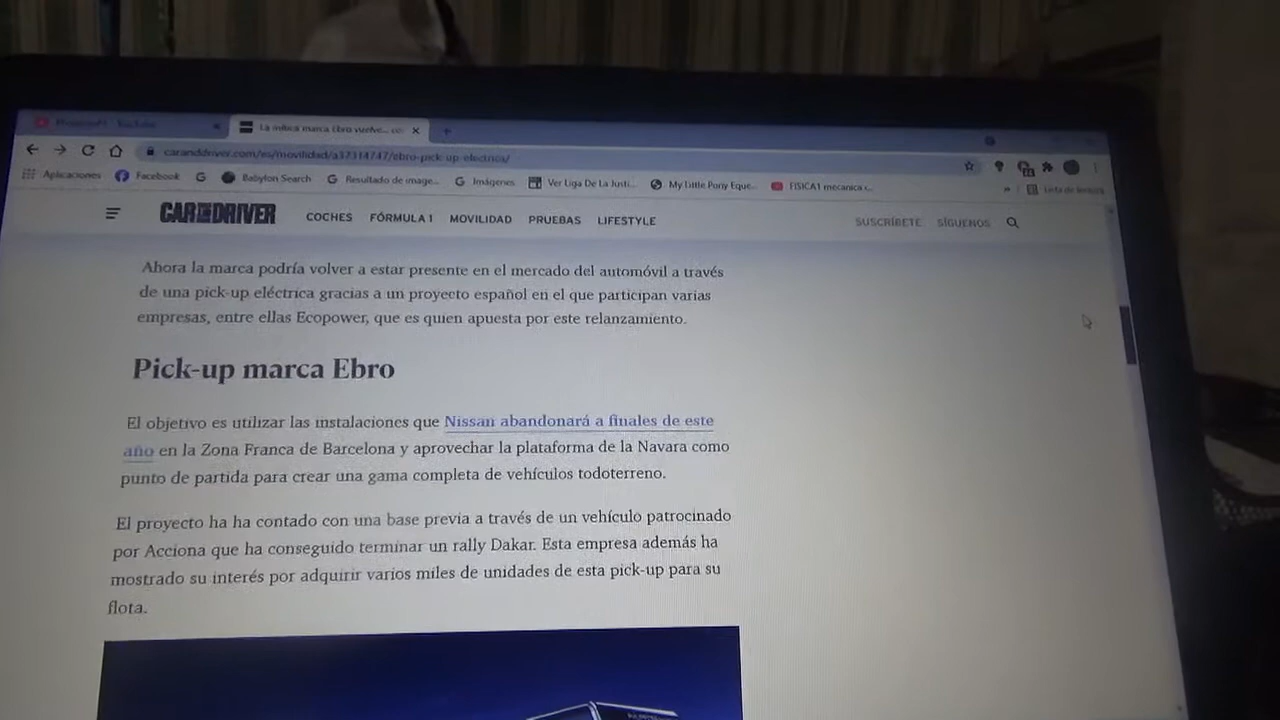 La mítica marca Ebro vuelve... co
caranddriver.com/es/movilidad/a37314747/ebro-pick-up-electrica/
Aplicaciones Facebook Babylon Search Resultado de image... Imágenes Ver Liga De La Justi... My Little Pony Eque... FISICA1 mecanica c... » Lista de lectura
CAR AND DRIVER COCHES FÓRMULA 1 MOVILIDAD PRUEBAS LIFESTYLE SUSCRÍBETE SÍGUENOS
Ahora la marca podría volver a estar presente en el mercado del automóvil a través
de una pick-up eléctrica gracias a un proyecto español en el que participan varias
empresas, entre ellas Ecopower, que es quien apuesta por este relanzamiento.
Pick-up marca Ebro
El objetivo es utilizar las instalaciones que Nissan abandonará a finales de este
año en la Zona Franca de Barcelona y aprovechar la plataforma de la Navara como
punto de partida para crear una gama completa de vehículos todoterreno.
El proyecto ha ha contado con una base previa a través de un vehículo patrocinado
por Acciona que ha conseguido terminar un rally Dakar. Esta empresa además ha
mostrado su interés por adquirir varios miles de unidades de esta pick-up para su
flota.